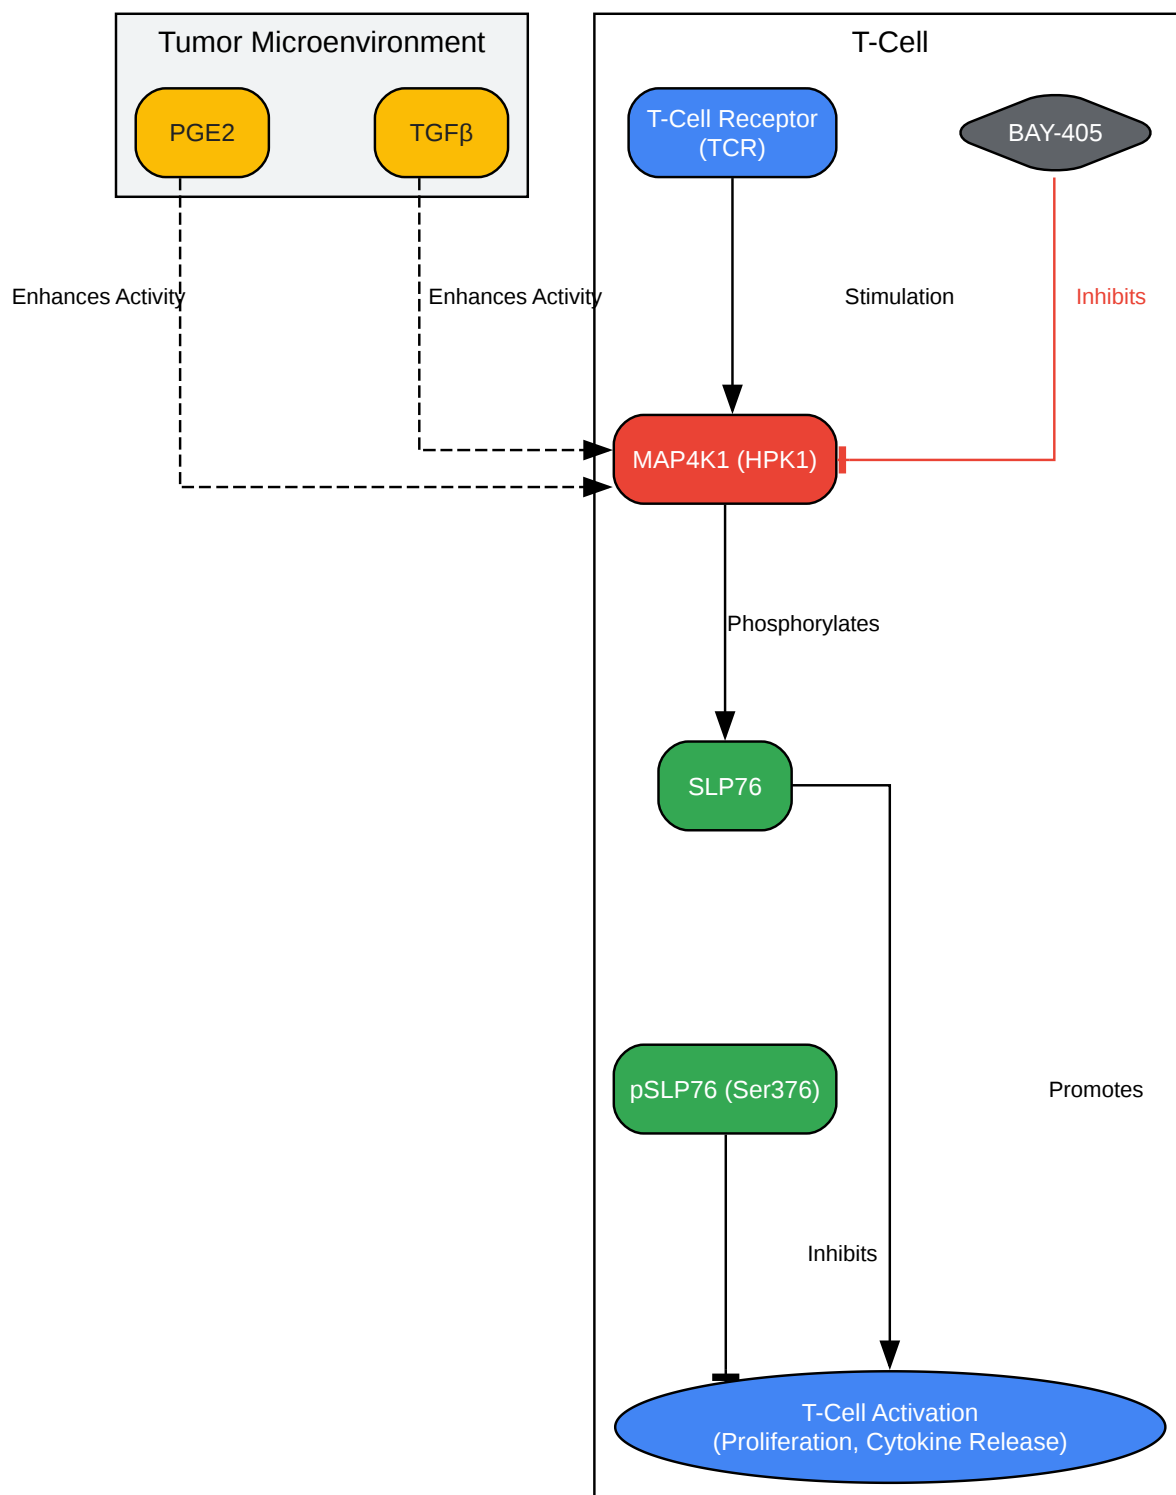 Tumor Microenvironment
T-Cell
PGE2
TGFβ
T-Cell Receptor
(TCR)
BAY-405
Enhances Activity
Enhances Activity
Stimulation
Inhibits
MAP4K1 (HPK1)
Phosphorylates
SLP76
pSLP76 (Ser376)
Promotes
Inhibits
T-Cell Activation
(Proliferation, Cytokine Release)